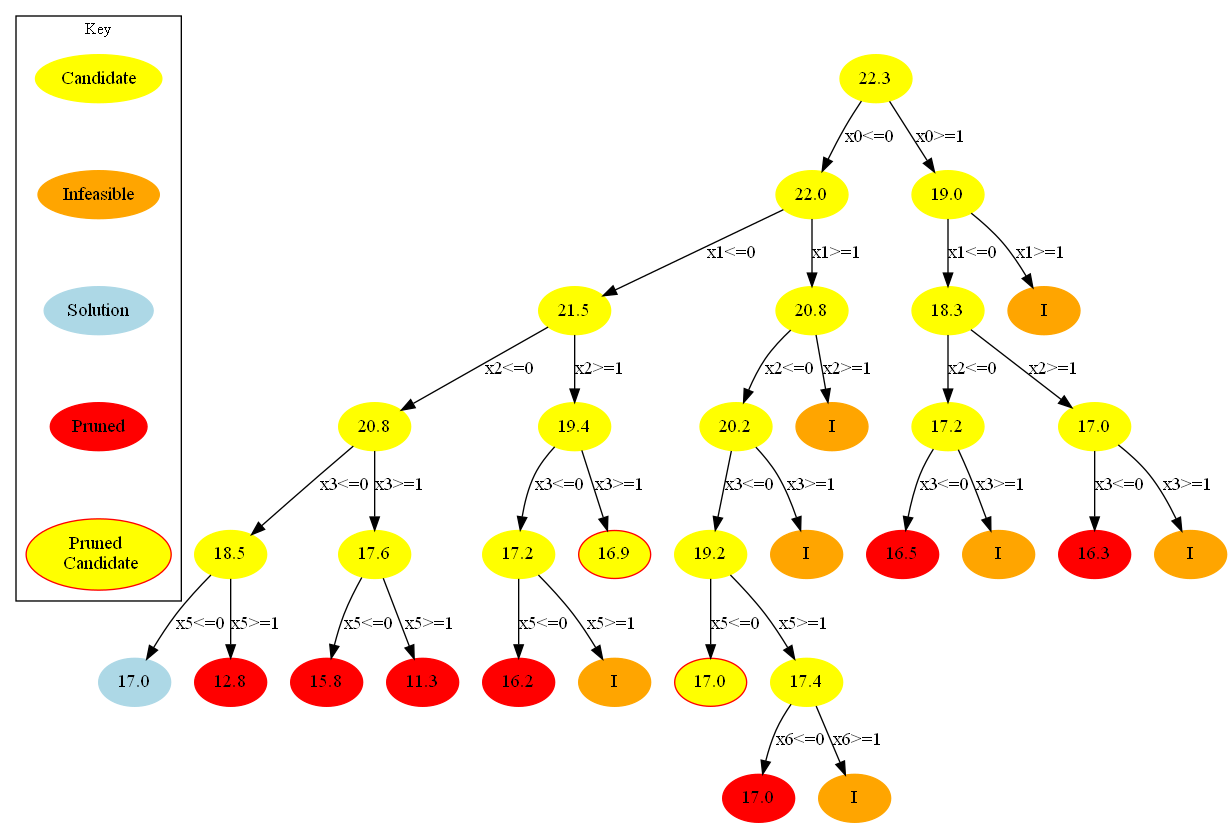 Key
Candidate
Infeasible
Solution
Pruned
Pruned
Candidate
22.3
x0<=0
x0>=1
22.0
19.0
x1<=0
x1>=1
x1<=0
x1>=1
21.5
20.8
18.3
I
x2<=0
x2>=1
x2<=0
x2>=1
x2<=0
x2>=1
20.8
19.4
20.2
I
17.2
17.0
x3<=0
x3>=1
x3<=0
x3>=1
x3<=0
x3>=1
x3<=0
x3>=1
x3<=0
x3>=1
18.5
17.6
17.2
16.9
19.2
I
16.5
I
16.3
I
x5<=0
x5>=1
x5<=0
x5>=1
x5<=0
x5>=1
x5<=0
x5>=1
17.0
12.8
15.8
11.3
16.2
I
17.0
17.4
x6<=0
x6>=1
17.0
I